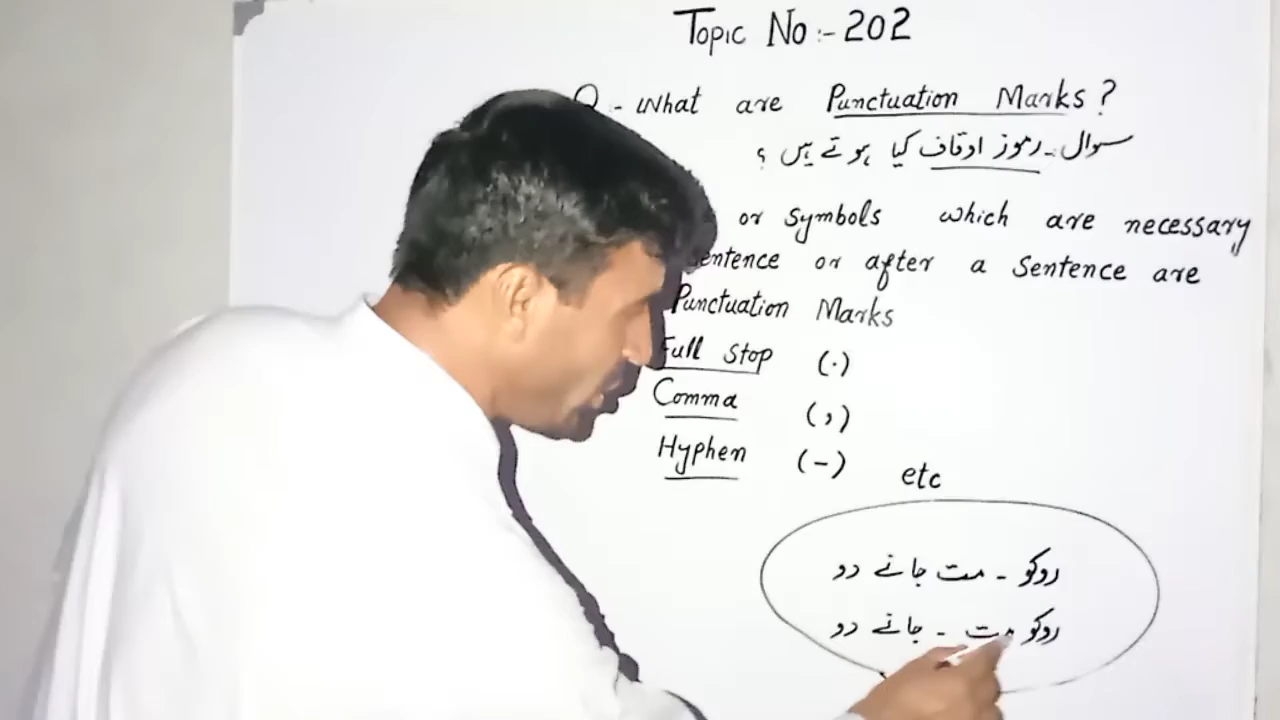 Topic No :- 202
Q - What are Punctuation Marks ?
سوال ۔ رموز اوقاف کیا ہوتے ہیں ؟
or symbols which are necessary
Sentence or after a Sentence are
Punctuation Marks
Full Stop (.)
Comma (,)
Hyphen (-) etc
روکو ۔ مت جانے دو
روکو مت ۔ جانے دو